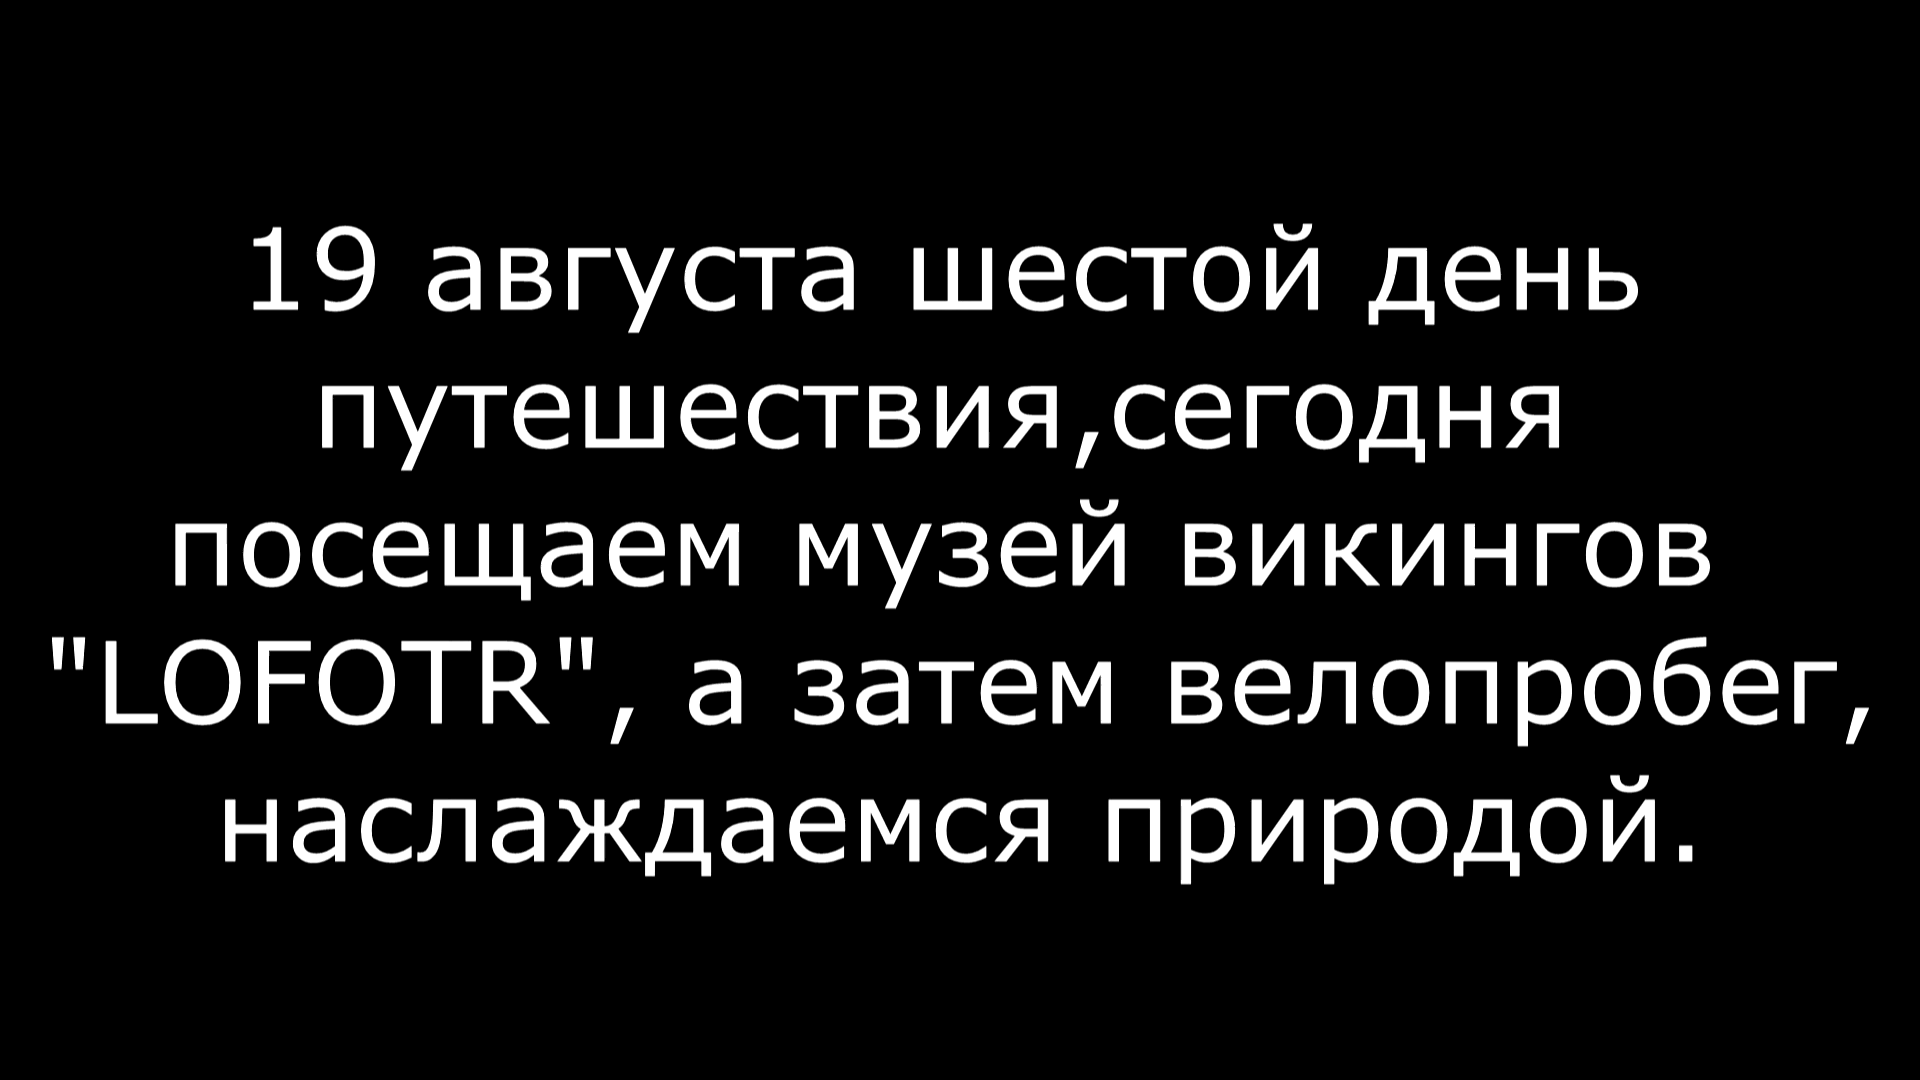 19 августа шестой день
путешествия,сегодня
посещаем музей викингов
"LOFOTR", а затем велопробег,
наслаждаемся природой.